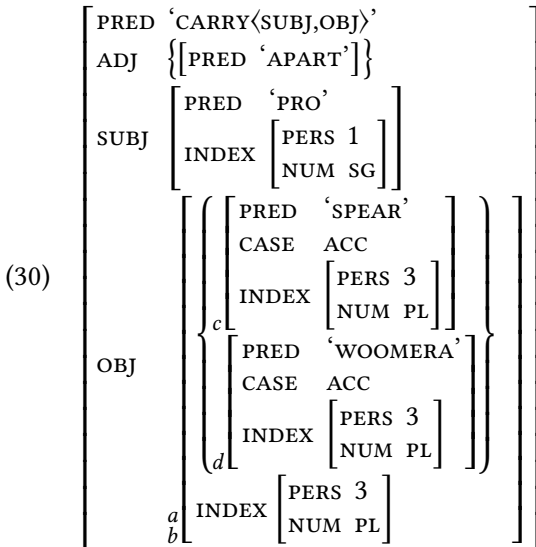 PRED ‘CARRY⟨SUBJ,OBJ⟩’
ADJ {[PRED ‘APART’]}
SUBJ [PRED ‘PRO’
INDEX [PERS 1
NUM SG]]
(30)
OBJ
{c[PRED ‘SPEAR’
CASE ACC
INDEX [PERS 3
NUM PL]]
d[PRED ‘WOOMERA’
CASE ACC
INDEX [PERS 3
NUM PL]]}
a
b
INDEX [PERS 3
NUM PL]